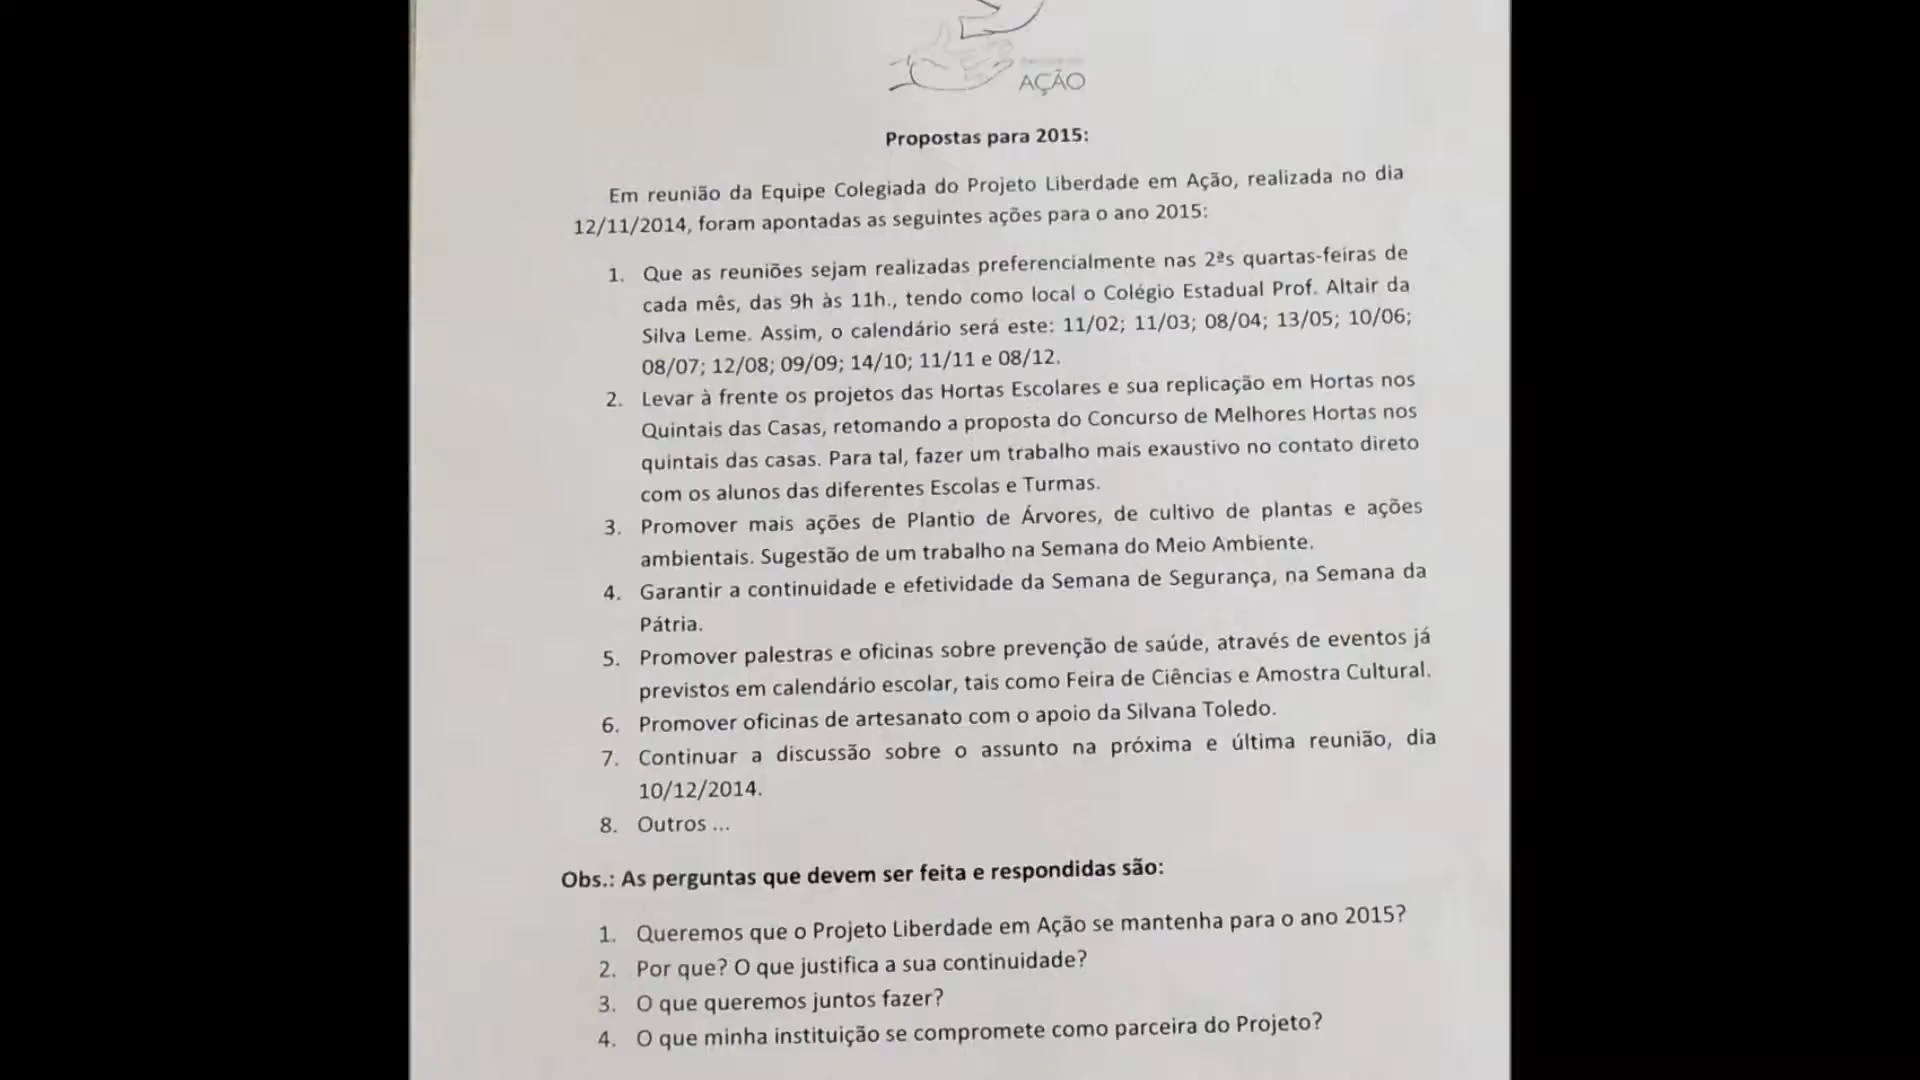 AÇÃO
Propostas para 2015:
Em reunião da Equipe Colegiada do Projeto Liberdade em Ação, realizada no dia
12/11/2014, foram apontadas as seguintes ações para o ano 2015:
1. Que as reuniões sejam realizadas preferencialmente nas 2ªs quartas-feiras de
cada mês, das 9h às 11h., tendo como local o Colégio Estadual Prof. Altair da
Silva Leme. Assim, o calendário será este: 11/02; 11/03; 08/04; 13/05; 10/06;
08/07; 12/08; 09/09; 14/10; 11/11 e 08/12.
2. Levar à frente os projetos das Hortas Escolares e sua replicação em Hortas nos
Quintais das Casas, retomando a proposta do Concurso de Melhores Hortas nos
quintais das casas. Para tal, fazer um trabalho mais exaustivo no contato direto
com os alunos das diferentes Escolas e Turmas.
3. Promover mais ações de Plantio de Árvores, de cultivo de plantas e ações
ambientais. Sugestão de um trabalho na Semana do Meio Ambiente.
4. Garantir a continuidade e efetividade da Semana de Segurança, na Semana da
Pátria.
5. Promover palestras e oficinas sobre prevenção de saúde, através de eventos já
previstos em calendário escolar, tais como Feira de Ciências e Amostra Cultural.
6. Promover oficinas de artesanato com o apoio da Silvana Toledo.
7. Continuar a discussão sobre o assunto na próxima e última reunião, dia
10/12/2014.
8. Outros ...
Obs.: As perguntas que devem ser feita e respondidas são:
1. Queremos que o Projeto Liberdade em Ação se mantenha para o ano 2015?
2. Por que? O que justifica a sua continuidade?
3. O que queremos juntos fazer?
4. O que minha instituição se compromete como parceira do Projeto?